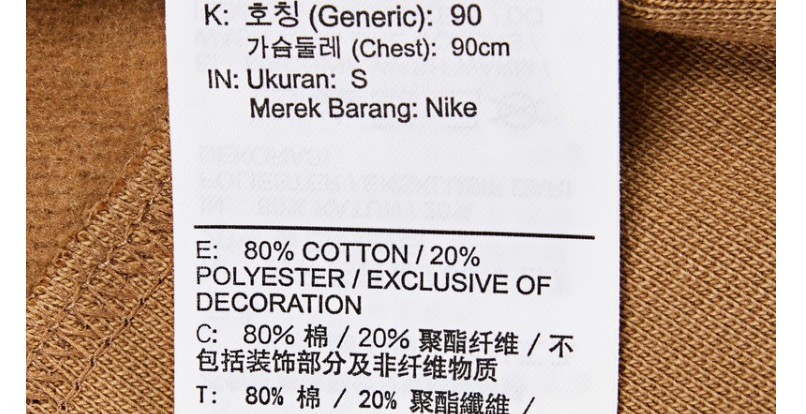 K: 호칭 (Generic): 90
가슴둘레 (Chest): 90cm
IN: Ukuran: S
Merek Barang: Nike
E: 80% COTTON / 20%
POLYESTER / EXCLUSIVE OF
DECORATION
C: 80% 棉 / 20% 聚酯纤维 / 不
包括装饰部分及非纤维物质
T: 80% 棉 / 20% 聚酯纖維 /